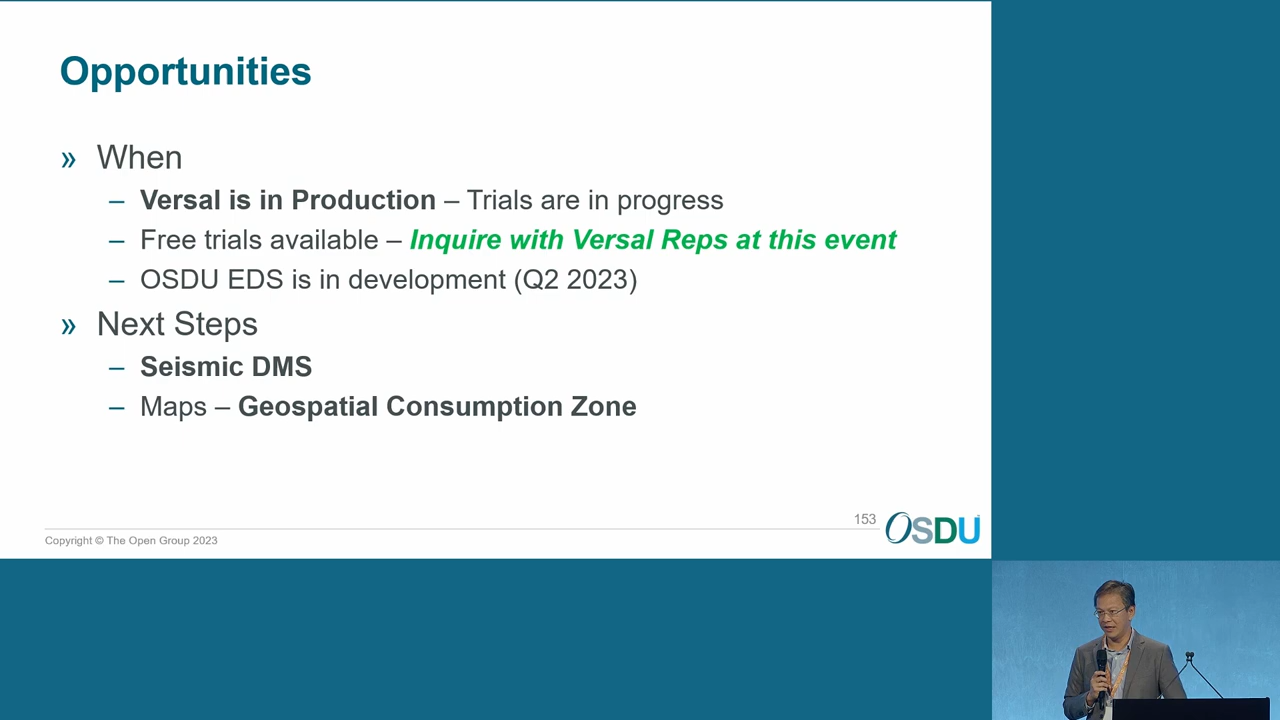 Opportunities
» When
– Versal is in Production – Trials are in progress
– Free trials available – Inquire with Versal Reps at this event
– OSDU EDS is in development (Q2 2023)
» Next Steps
– Seismic DMS
– Maps – Geospatial Consumption Zone
153
OSDU
Copyright © The Open Group 2023